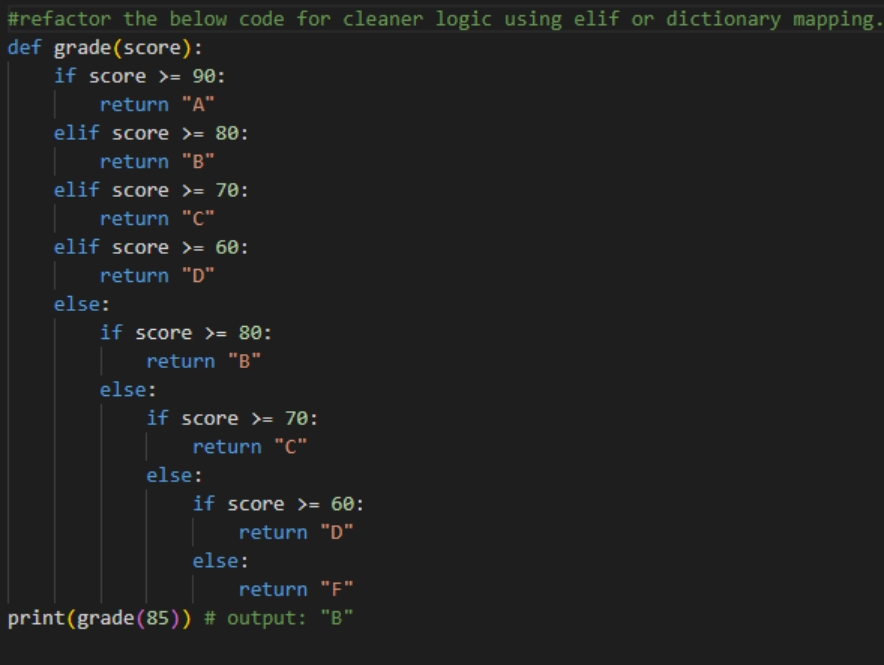 #refactor the below code for cleaner logic using elif or dictionary mapping.
def grade(score):
    if score >= 90:
        return "A"
    elif score >= 80:
        return "B"
    elif score >= 70:
        return "C"
    elif score >= 60:
        return "D"
    else:
        if score >= 80:
            return "B"
        else:
            if score >= 70:
                return "C"
            else:
                if score >= 60:
                    return "D"
                else:
                    return "F"
print(grade(85)) # output: "B"